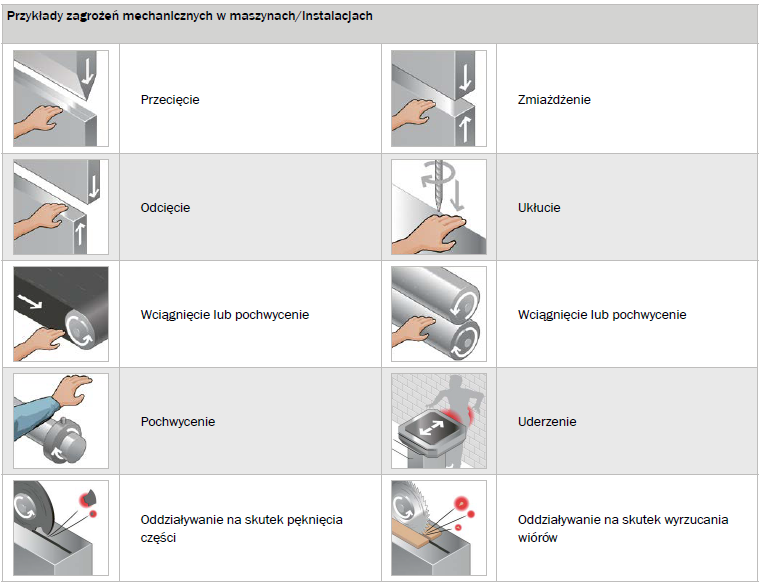 Przykłady zagrożeń mechanicznych w maszynach/Instalacjach
Przecięcie
Zmiażdżenie
Odcięcie
Ukłucie
Wciągnięcie lub pochwycenie
Wciągnięcie lub pochwycenie
Pochwycenie
Uderzenie
Oddziaływanie na skutek pęknięcia
części
Oddziaływanie na skutek wyrzucania
wiórów